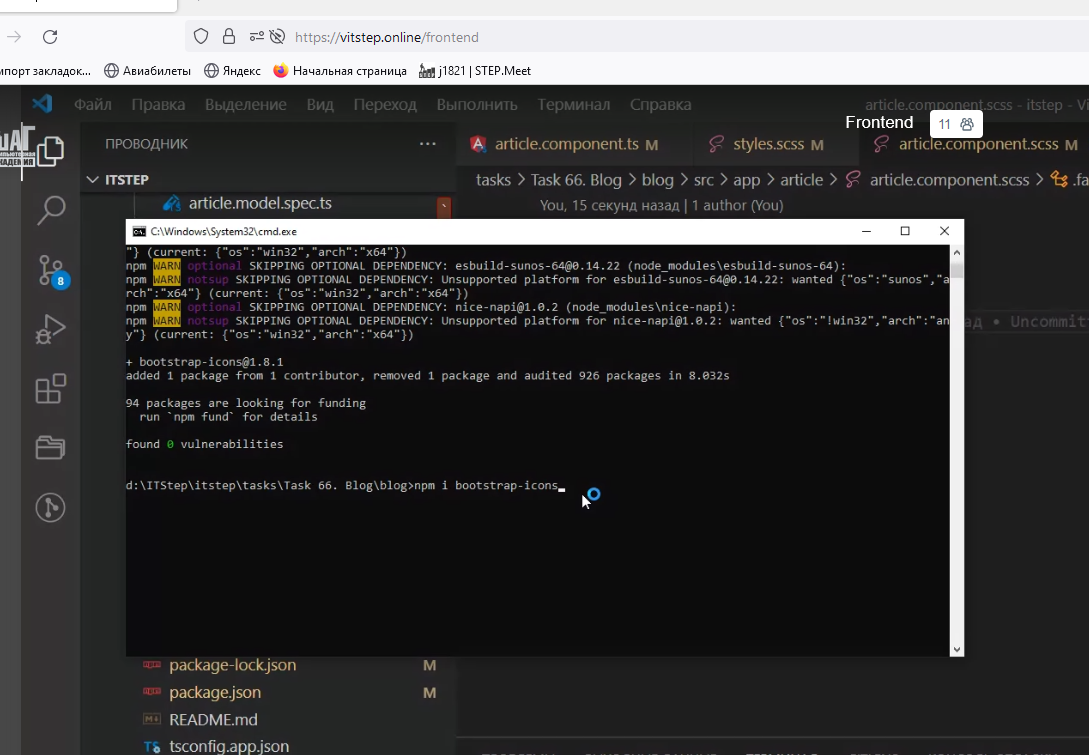 https://vitstep.online/frontend
мпорт закладок...
Авиабилеты
Яндекс
Начальная страница
j1821 | STEP.Meet
Файл Правка Выделение Вид Переход Выполнить Терминал Справка
article.component.scss - itstep - Vi
Frontend
11
ПРОВОДНИК
article.component.ts M
styles.scss M
article.component.scss M
ITSTEP
tasks > Task 66. Blog > blog > src > app > article > article.component.scss > .fa
article.model.spec.ts
You, 15 секунд назад | 1 author (You)
C:\Windows\System32\cmd.exe
"} (current: {"os":"win32","arch":"x64"})
npm WARN optional SKIPPING OPTIONAL DEPENDENCY: esbuild-sunos-64@0.14.22 (node_modules\esbuild-sunos-64):
npm WARN notsup SKIPPING OPTIONAL DEPENDENCY: Unsupported platform for esbuild-sunos-64@0.14.22: wanted {"os":"sunos","a
rch":"x64"} (current: {"os":"win32","arch":"x64"})
npm WARN optional SKIPPING OPTIONAL DEPENDENCY: nice-napi@1.0.2 (node_modules\nice-napi):
npm WARN notsup SKIPPING OPTIONAL DEPENDENCY: Unsupported platform for nice-napi@1.0.2: wanted {"os":"!win32","arch":"an
y"} (current: {"os":"win32","arch":"x64"})
+ bootstrap-icons@1.8.1
added 1 package from 1 contributor, removed 1 package and audited 926 packages in 8.032s
94 packages are looking for funding
run `npm fund` for details
found 0 vulnerabilities
d:\ITStep\itstep\tasks\Task 66. Blog\blog>npm i bootstrap-icons
8
ад • Uncommit
package-lock.json M
package.json M
README.md
tsconfig.app.json